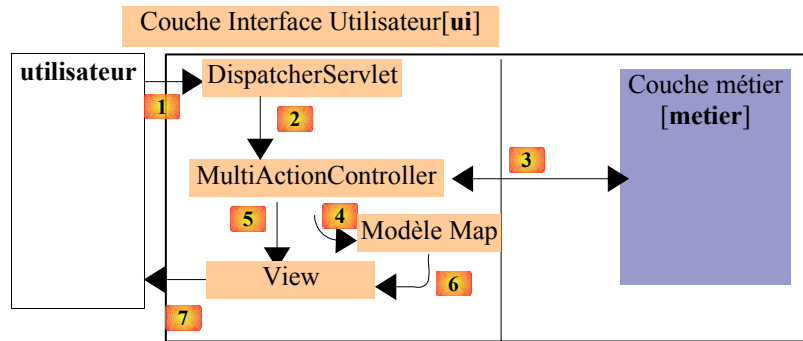 Couche Interface Utilisateur[ui]
utilisateur
DispatcherServlet
Couche métier
[metier]
1
2
3
MultiActionController
5
4
Modèle Map
View
6
7